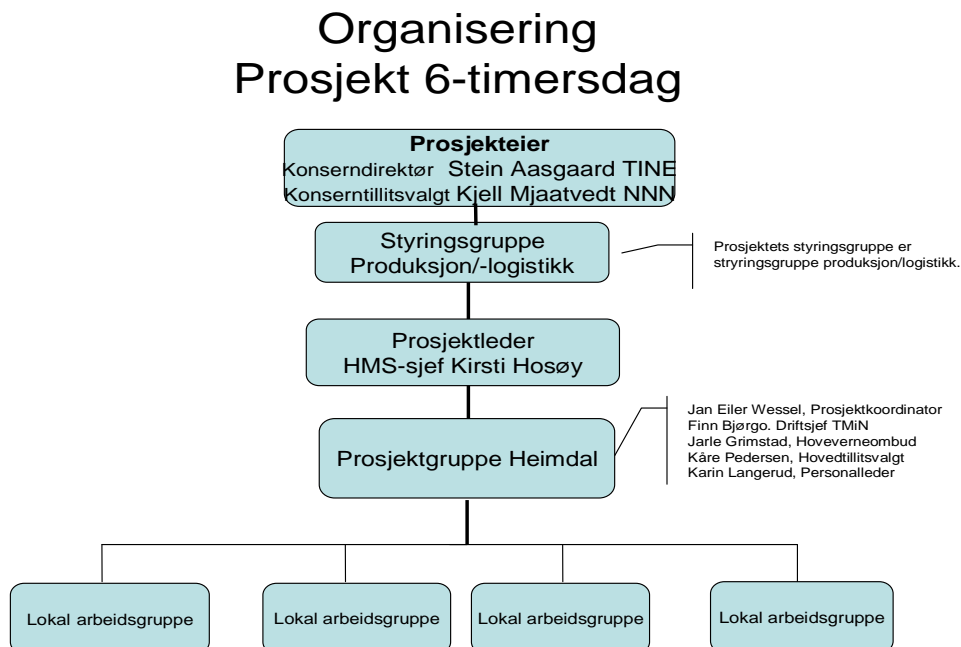 Organisering
Prosjekt 6-timersdag
Prosjekteier
Konserndirektør Stein Aasgaard TINE
Konserntillitsvalgt Kjell Mjaatvedt NNN
Styringsgruppe
Produksjon/-logistikk
Prosjektets styringsgruppe er
stryringsgruppe produksjon/logistikk.
Prosjektleder
HMS-sjef Kirsti Hosøy
Prosjektgruppe Heimdal
Jan Eiler Wessel, Prosjektkoordinator
Finn Bjørgo. Driftsjef TMiN
Jarle Grimstad, Hoveverneombud
Kåre Pedersen, Hovedtillitsvalgt
Karin Langerud, Personalleder
Lokal arbeidsgruppe
Lokal arbeidsgruppe
Lokal arbeidsgruppe
Lokal arbeidsgruppe